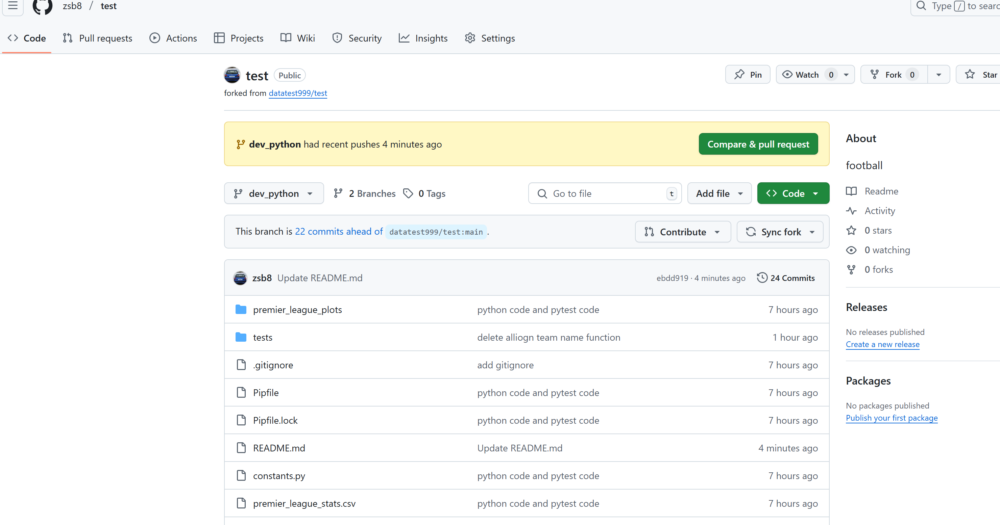 zsb8 / test
Type / to searc
Code Pull requests Actions Projects Wiki Security Insights Settings
test Public
Pin Watch 0 Fork 0 Star
forked from datatest999/test
dev_python had recent pushes 4 minutes ago
Compare & pull request
About
football
dev_python 2 Branches 0 Tags Go to file t Add file Code
Readme
Activity
This branch is 22 commits ahead of datatest999/test:main .
Contribute Sync fork
0 stars
0 watching
0 forks
zsb8 Update README.md ebdd919 · 4 minutes ago 24 Commits
premier_league_plots python code and pytest code 7 hours ago
tests delete alliogn team name function 1 hour ago
.gitignore add gitignore 7 hours ago
Pipfile python code and pytest code 7 hours ago
Pipfile.lock python code and pytest code 7 hours ago
README.md Update README.md 4 minutes ago
constants.py python code and pytest code 7 hours ago
premier_league_stats.csv python code and pytest code 7 hours ago
Releases
No releases published
Create a new release
Packages
No packages published
Publish your first package